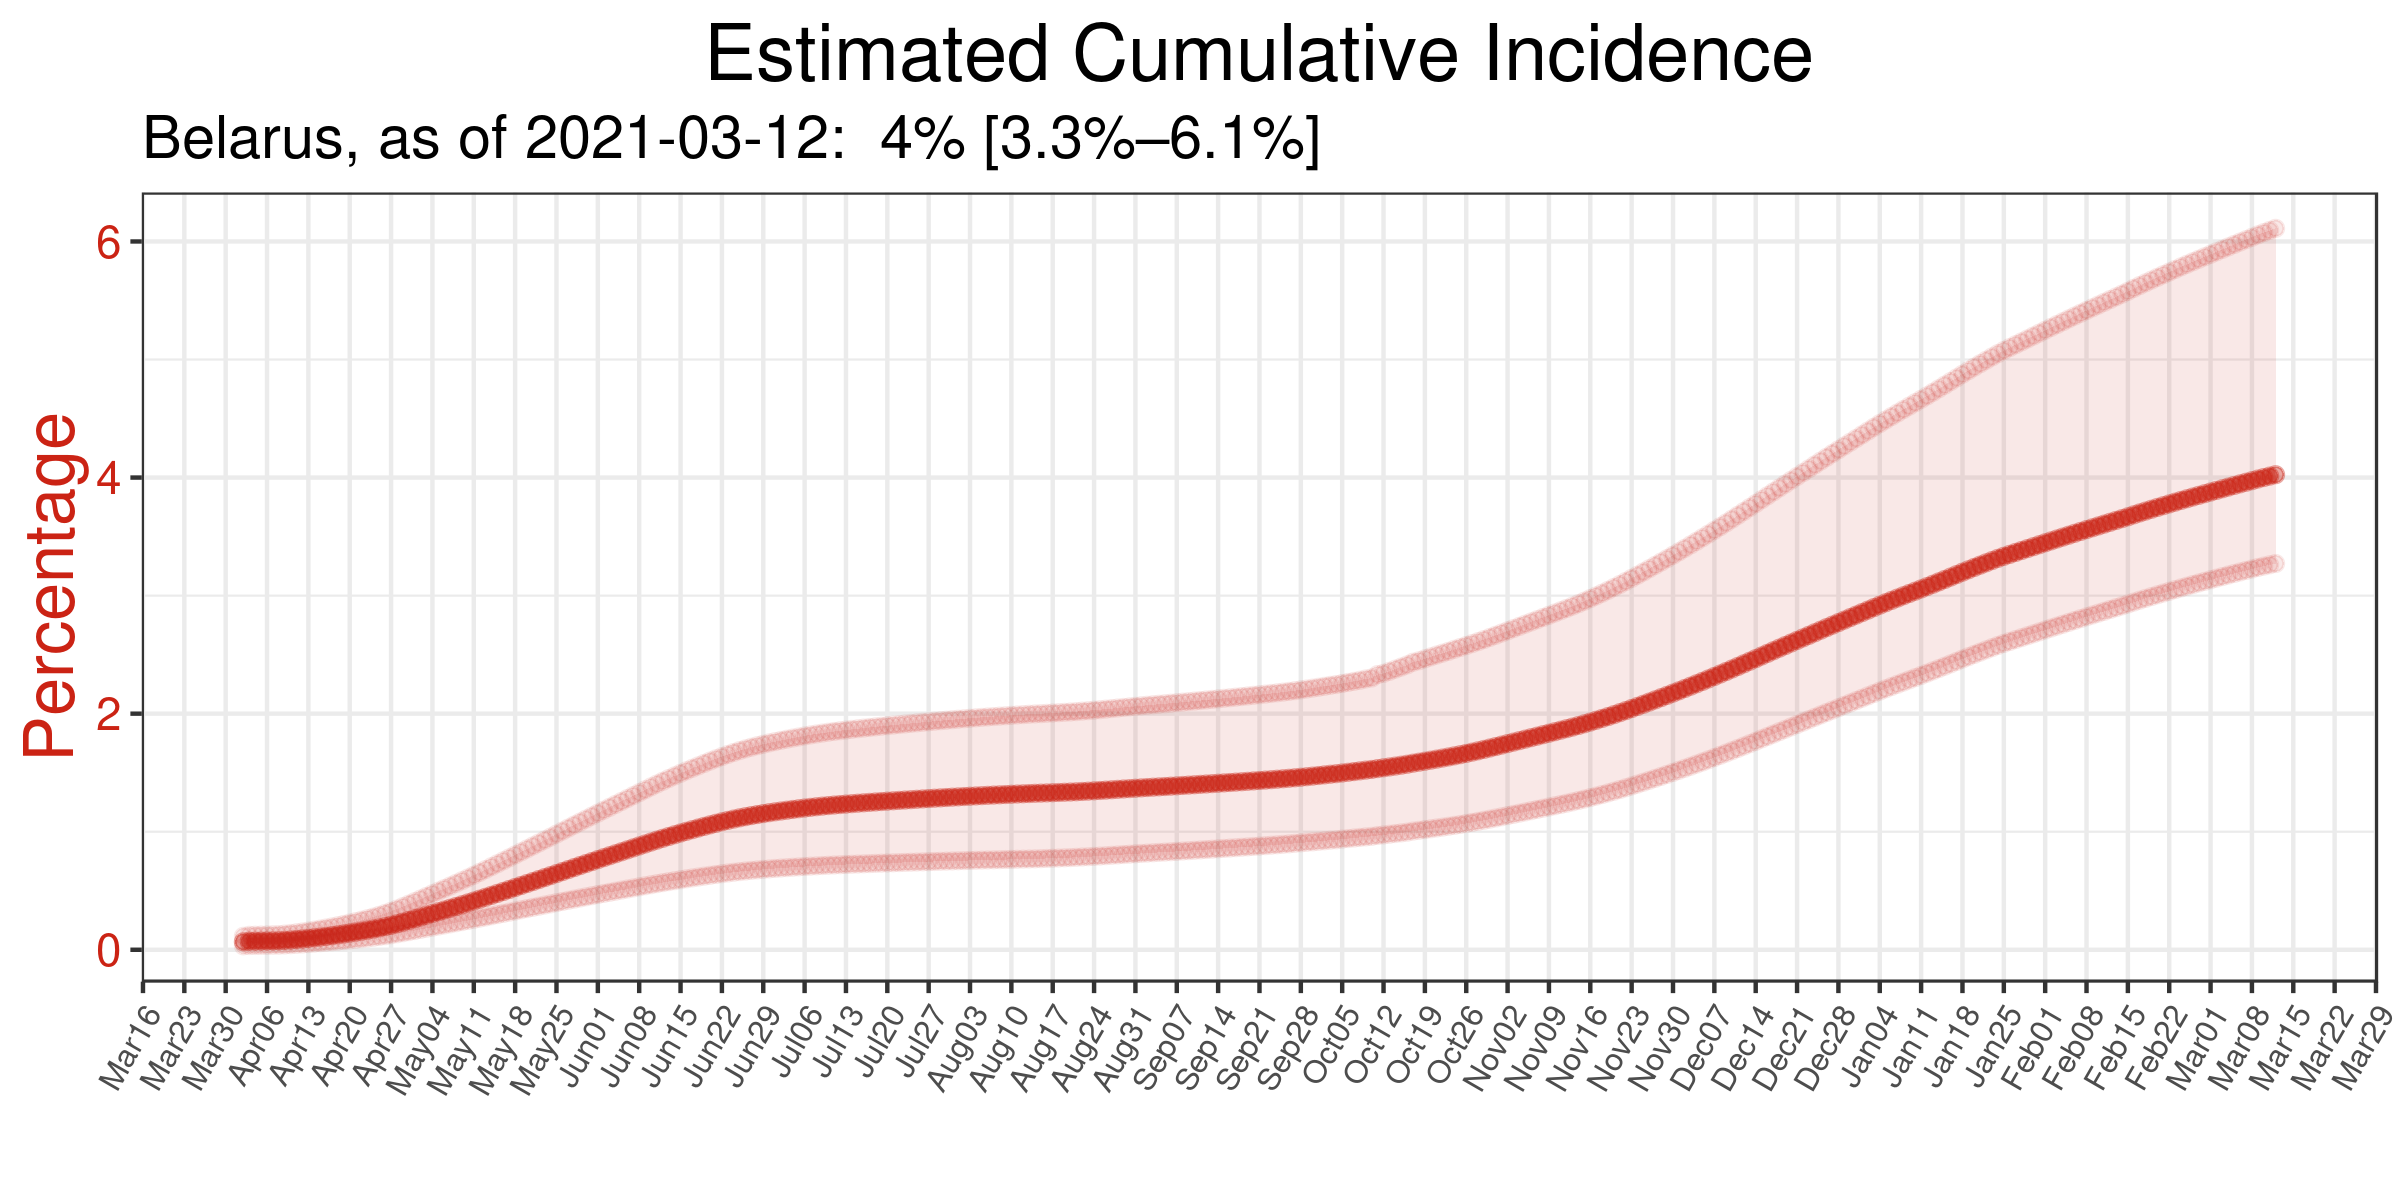 Estimated Cumulative Incidence
Belarus, as of 2021-03-12:  4% [3.3%–6.1%]
Percentage
6
4
2
0
Mar16 Mar23 Mar30 Apr06 Apr13 Apr20 Apr27 May04 May11 May18 May25 Jun01 Jun08 Jun15 Jun22 Jun29 Jul06 Jul13 Jul20 Jul27 Aug03 Aug10 Aug17 Aug24 Aug31 Sep07 Sep14 Sep21 Sep28 Oct05 Oct12 Oct19 Oct26 Nov02 Nov09 Nov16 Nov23 Nov30 Dec07 Dec14 Dec21 Dec28 Jan04 Jan11 Jan18 Jan25 Feb01 Feb08 Feb15 Feb22 Mar01 Mar08 Mar15 Mar22 Mar29